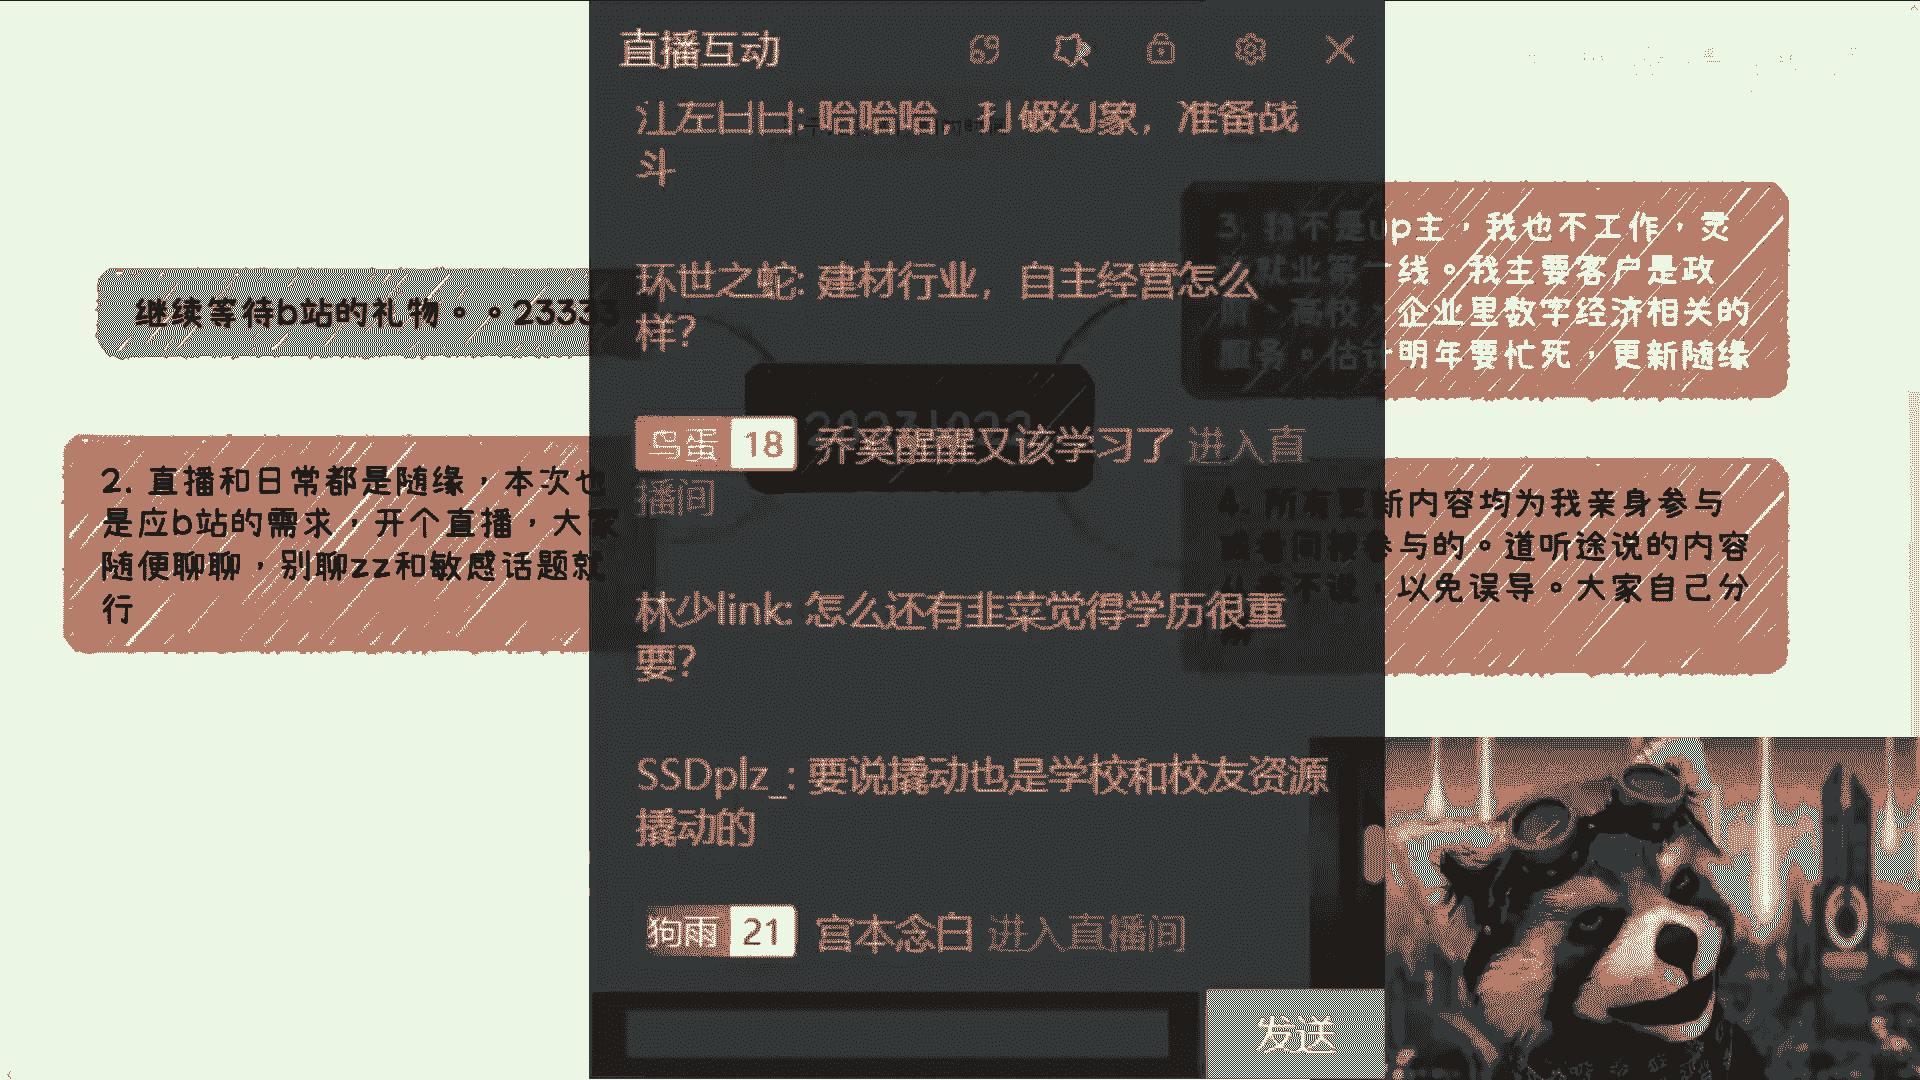 直播互动
江左日日: 哈哈哈，打破幻象，准备战
斗
环世之蛇: 建材行业，自主经营怎么
样?
鸟蛋 18 乔奚醒醒又该学习了 进入直
播间
林少link: 怎么还有韭菜觉得学历很重
要?
SSDplz_: 要说撬动也是学校和校友资源
撬动的
狗雨 21 宫本念白 进入直播间
发送
继续等待b站的礼物。。23333
2. 直播和日常都是随缘，本次也
是应b站的需求，开个直播，大家
随便聊聊，别聊zz和敏感话题就
行
3. 我不是up主，我也不工作，灵
就业第一线。我主要客户是政
、高校、企业里数字经济相关的
服务。估计明年要忙死，更新随缘
4. 所有更新内容均为我亲身参与
或者间接参与的。道听途说的内容
从来不说，以免误导。大家自己分